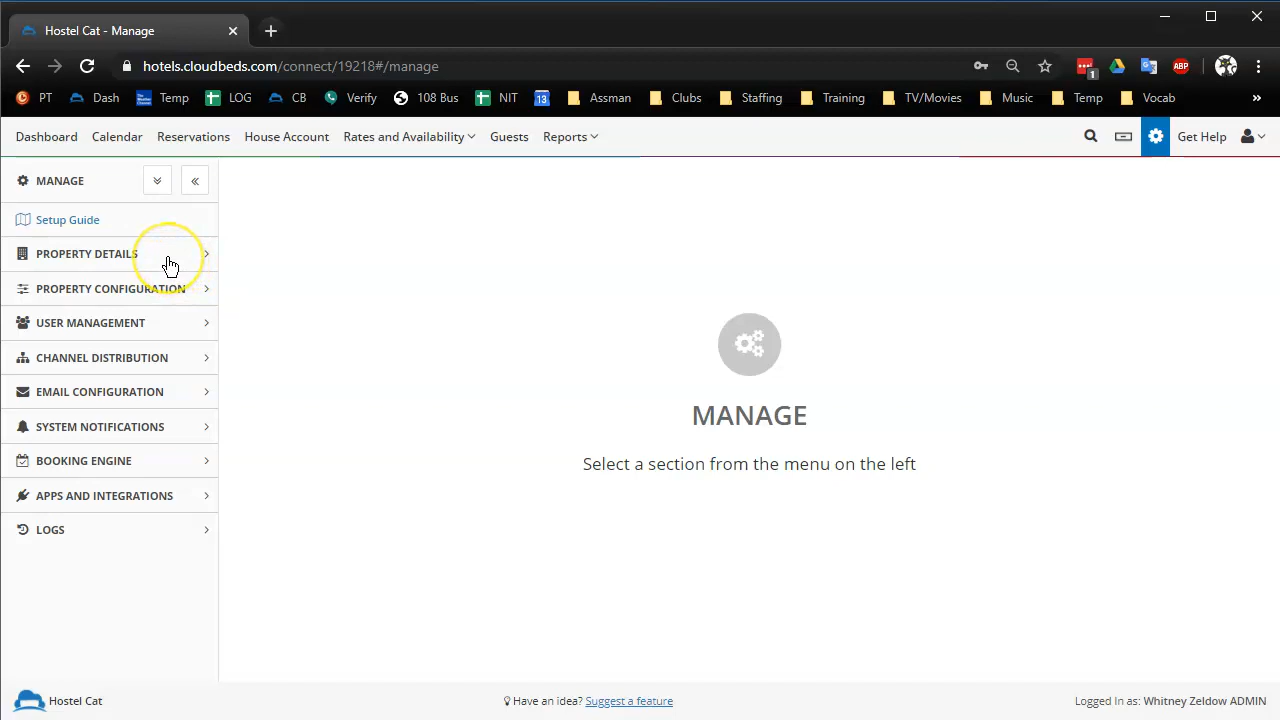 Hostel Cat - Manage
hotels.cloudbeds.com/connect/19218#/manage
1
PT Dash Temp LOG CB Verify 108 Bus NIT 13 Assman Clubs Staffing Training TV/Movies Music Temp Vocab »
Dashboard Calendar Reservations House Account Rates and Availability Guests Reports Get Help
MANAGE
Setup Guide
PROPERTY DETAILS
PROPERTY CONFIGURATION
USER MANAGEMENT
CHANNEL DISTRIBUTION
EMAIL CONFIGURATION
SYSTEM NOTIFICATIONS
BOOKING ENGINE
APPS AND INTEGRATIONS
LOGS
MANAGE
Select a section from the menu on the left
Hostel Cat Have an idea? Suggest a feature Logged In as: Whitney Zeldow ADMIN